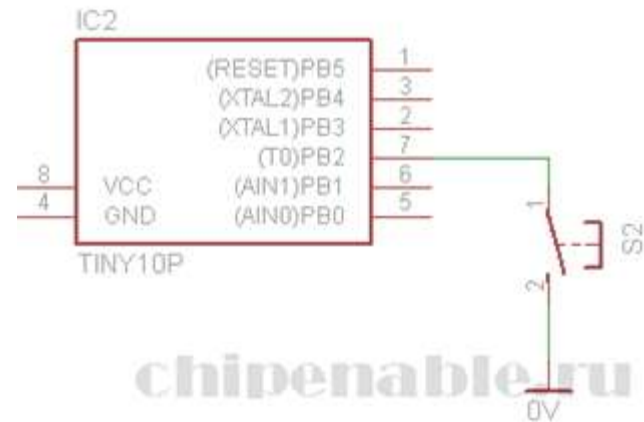 IC2
(RESET)PB5 1
(XTAL2)PB4 3
(XTAL1)PB3 2
(T0)PB2 7
8 VCC (AIN1)PB1 6
4 GND (AIN0)PB0 5
TINY10P
1
S2
2
chipenable.ru
0V